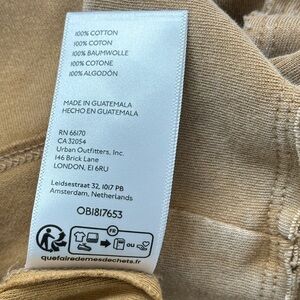 100% COTTON
100% COTON
100% BAUMWOLLE
100% COTONE
100% ALGODÓN
MADE IN GUATEMALA
HECHO EN GUATEMALA
RN 66170
CA 32054
Urban Outfitters, Inc.
146 Brick Lane
LONDON, E1 6RU
Leidsestraat 32, 1017 PB
Amsterdam, Netherlands
OB1817653
FR
OU
quefairedemesdechets.fr